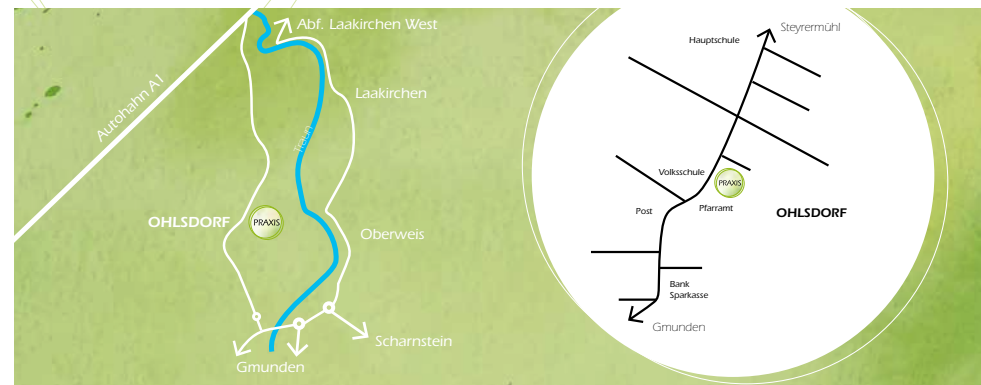 Abf. Laakirchen West
Autohahn A1
Laakirchen
Traun
OHLSDORF
PRAXIS
Oberweis
Scharnstein
Gmunden
Steyrermühl
Hauptschule
Volksschule
PRAXIS
Pfarramt
Post
OHLSDORF
Bank
Sparkasse
Gmunden